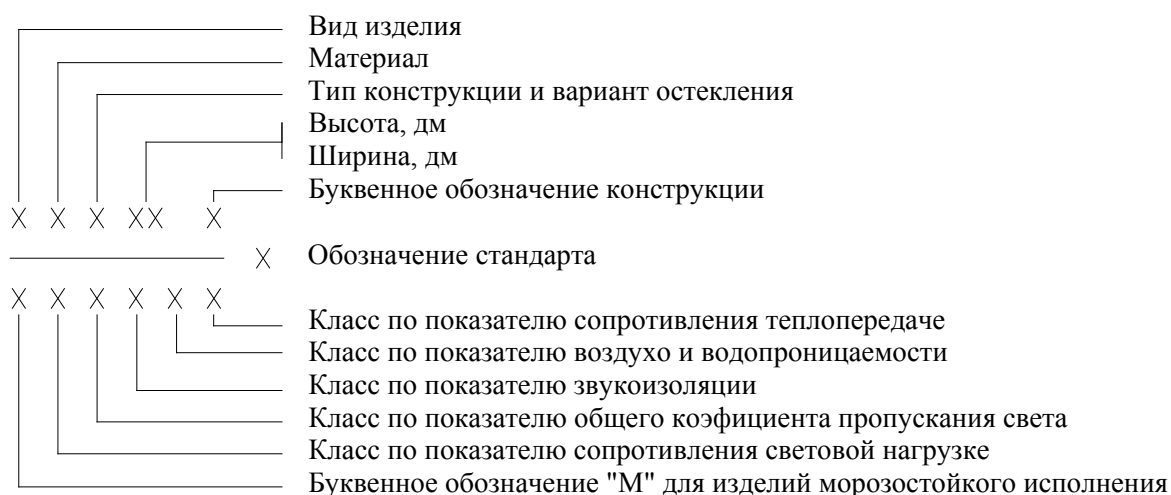 Вид изделия
Материал
Тип конструкции и вариант остекления
Высота, дм
Ширина, дм
Буквенное обозначение конструкции
X X X XX X
X Обозначение стандарта
X X X X X X
Класс по показателю сопротивления теплопередаче
Класс по показателю воздухо и водопроницаемости
Класс по показателю звукоизоляции
Класс по показателю общего коэфициента пропускания света
Класс по показателю сопротивления световой нагрузке
Буквенное обозначение "М" для изделий морозостойкого исполнения